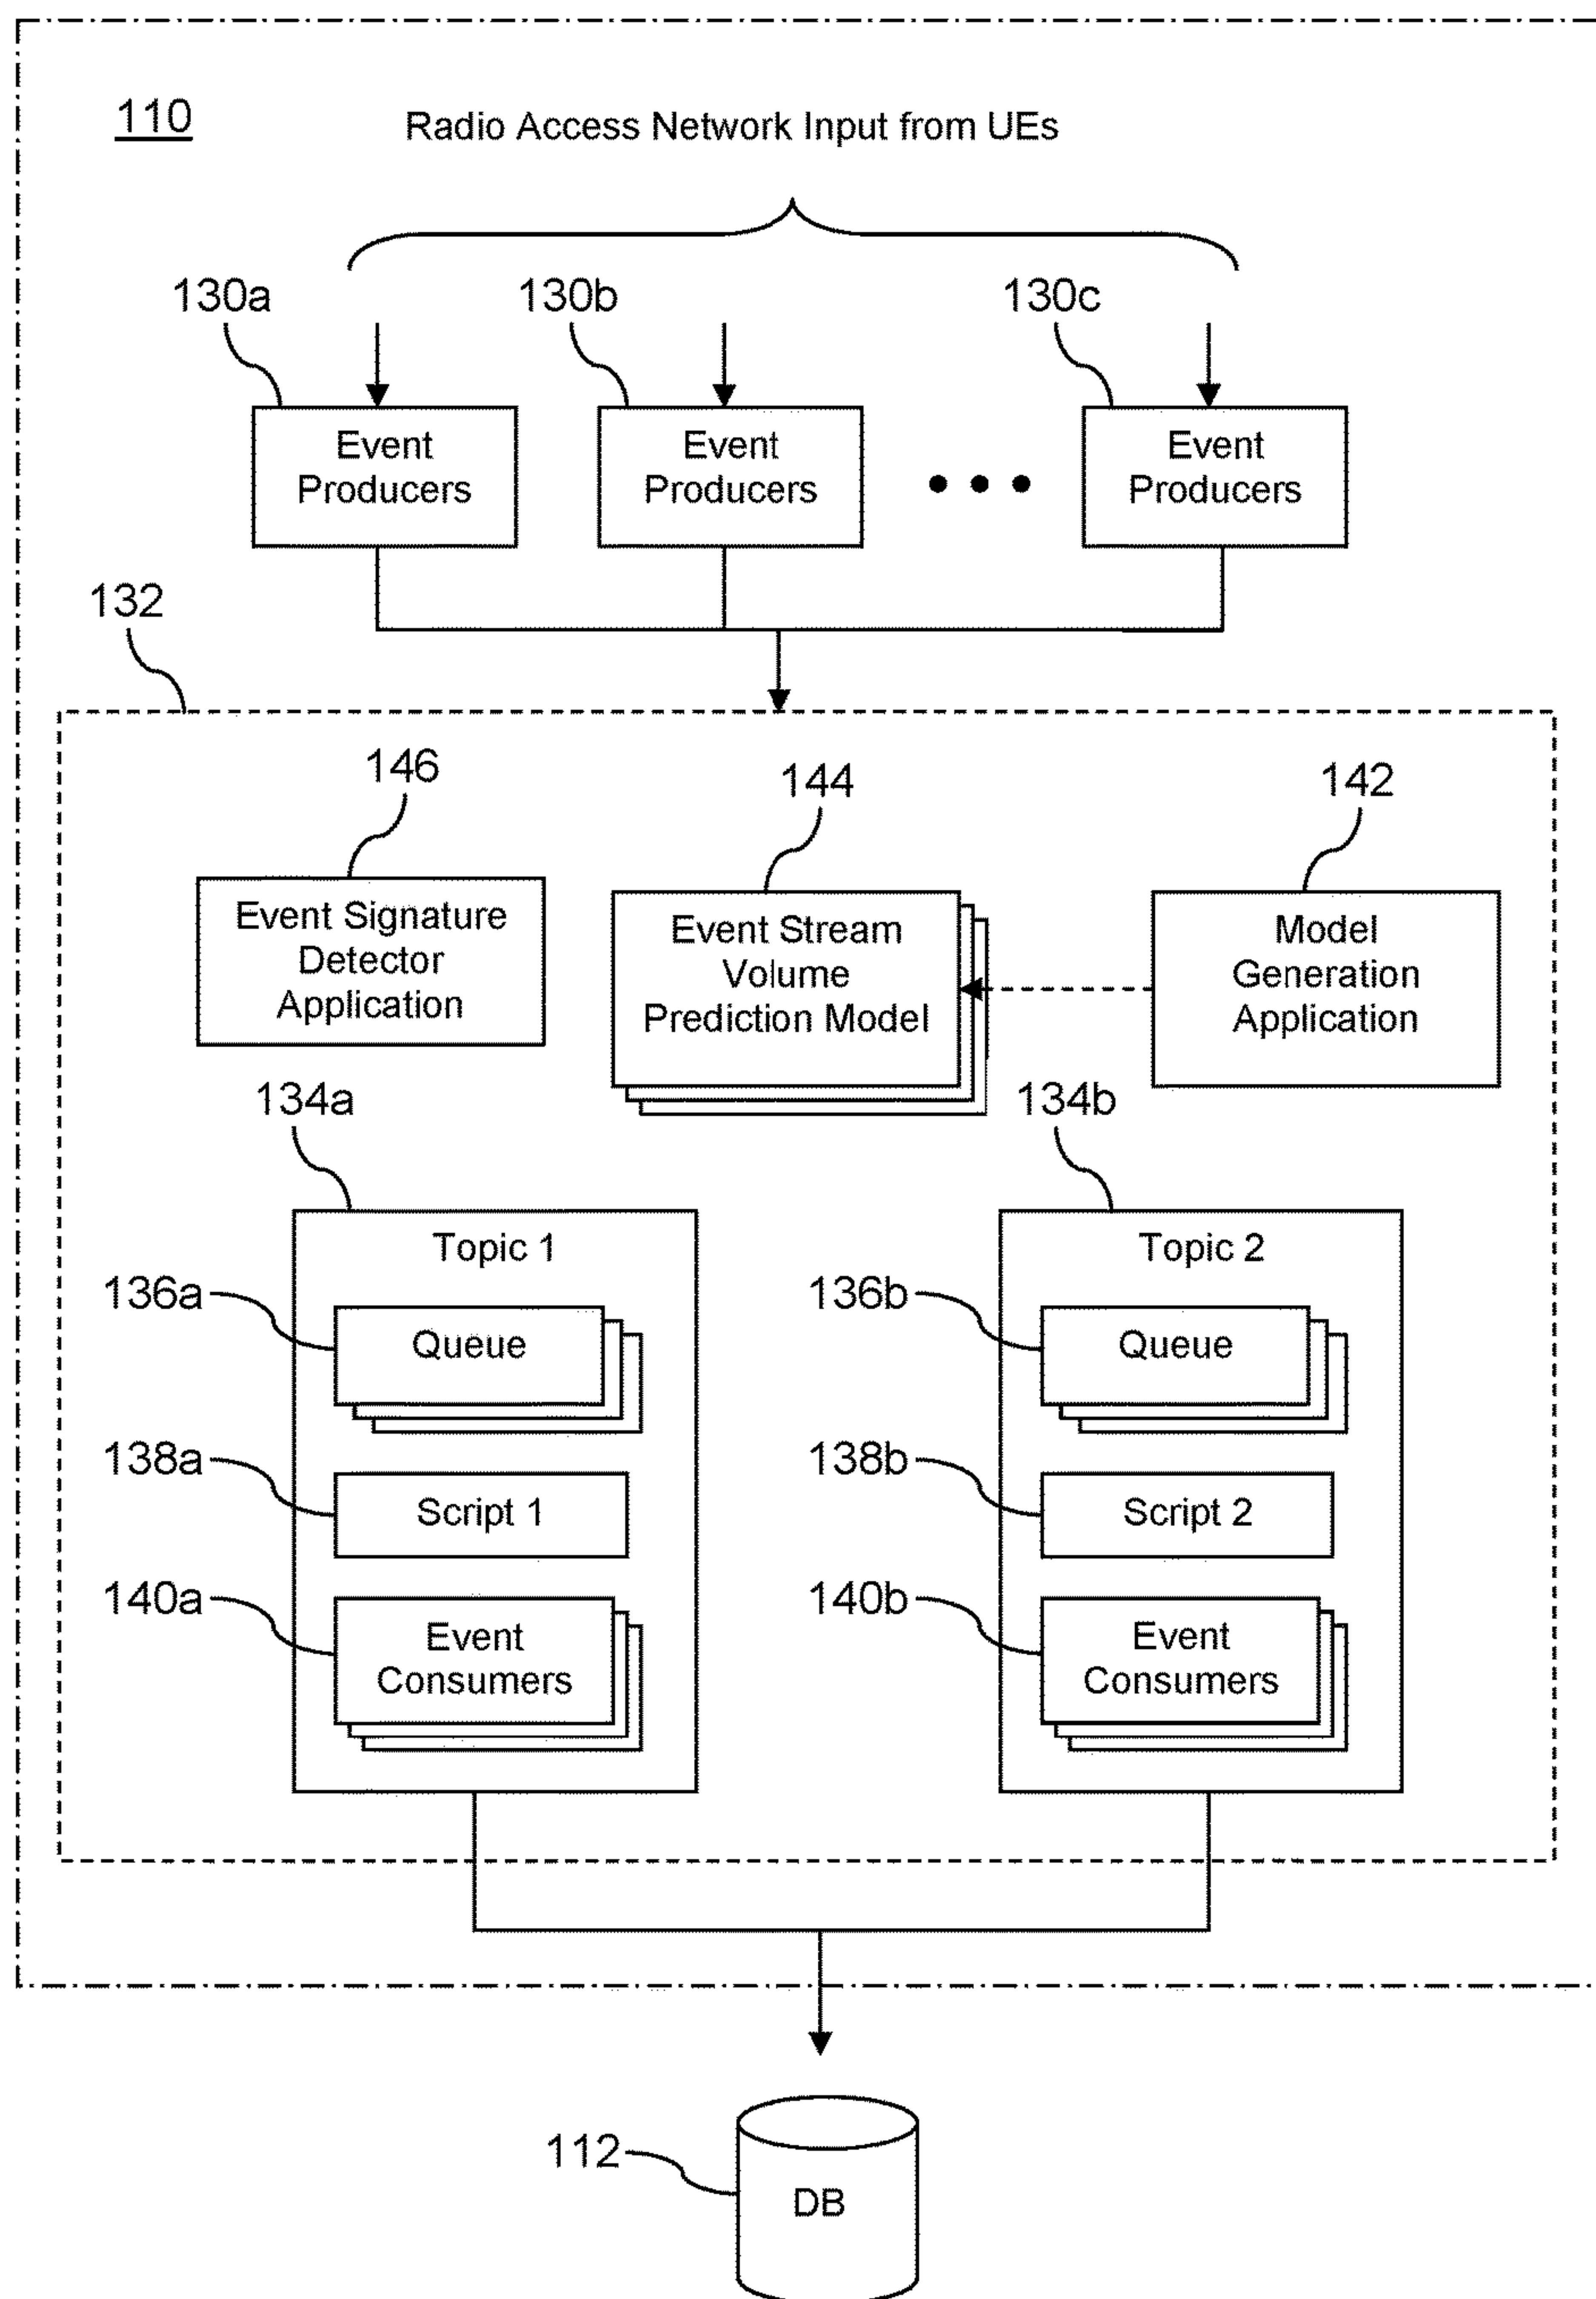 110
Radio Access Network Input from UEs
130a
130b
130c
Event
Producers
Event
Producers
Event
Producers
132
146
144
142
Event Signature
Detector
Application
Event Stream
Volume
Prediction Model
Model
Generation
Application
134a
134b
Topic 1
Topic 2
136a
Queue
136b
Queue
138a
Script 1
138b
Script 2
140a
Event
Consumers
140b
Event
Consumers
112
DB